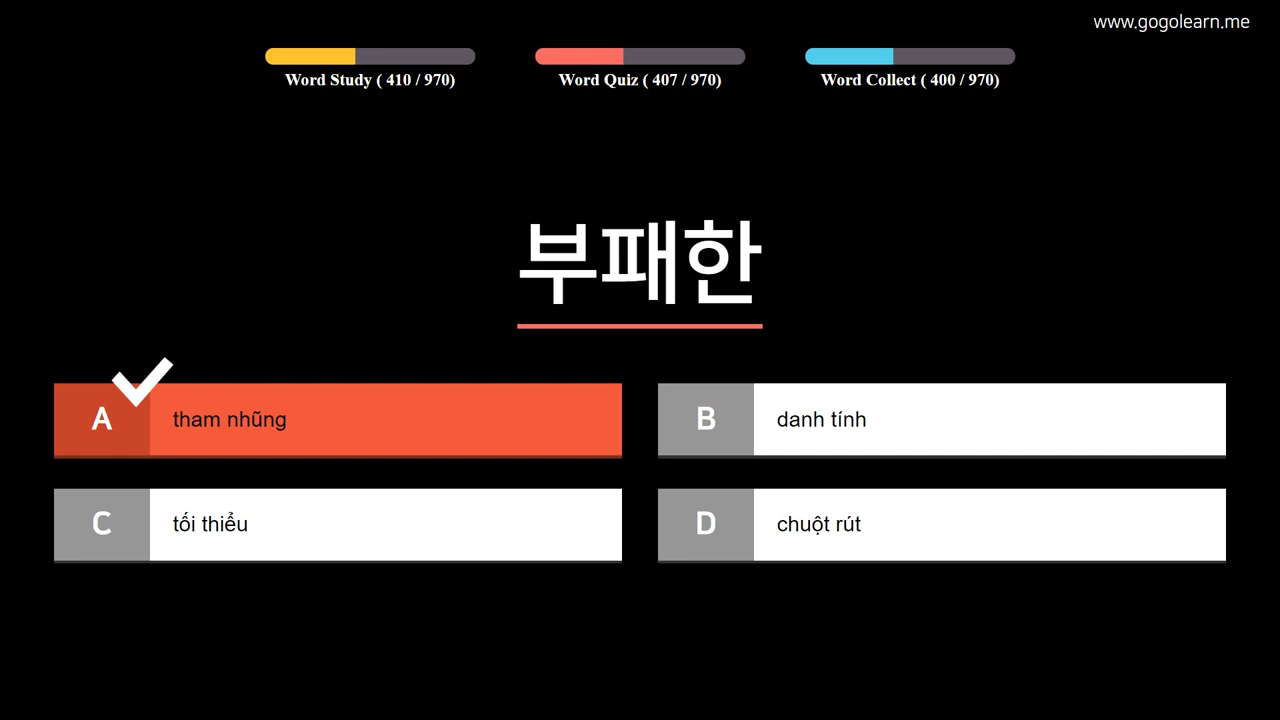 www.gogolearn.me
Word Study ( 410 / 970)
Word Quiz ( 407 / 970)
Word Collect ( 400 / 970)
부패한
A tham nhũng
B danh tính
C tối thiểu
D chuột rút